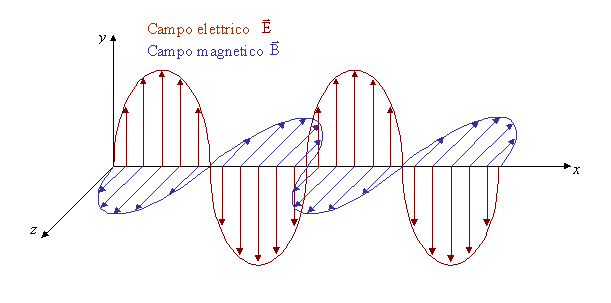 Campo elettrico E⃗
Campo magnetico B⃗
y
x
z